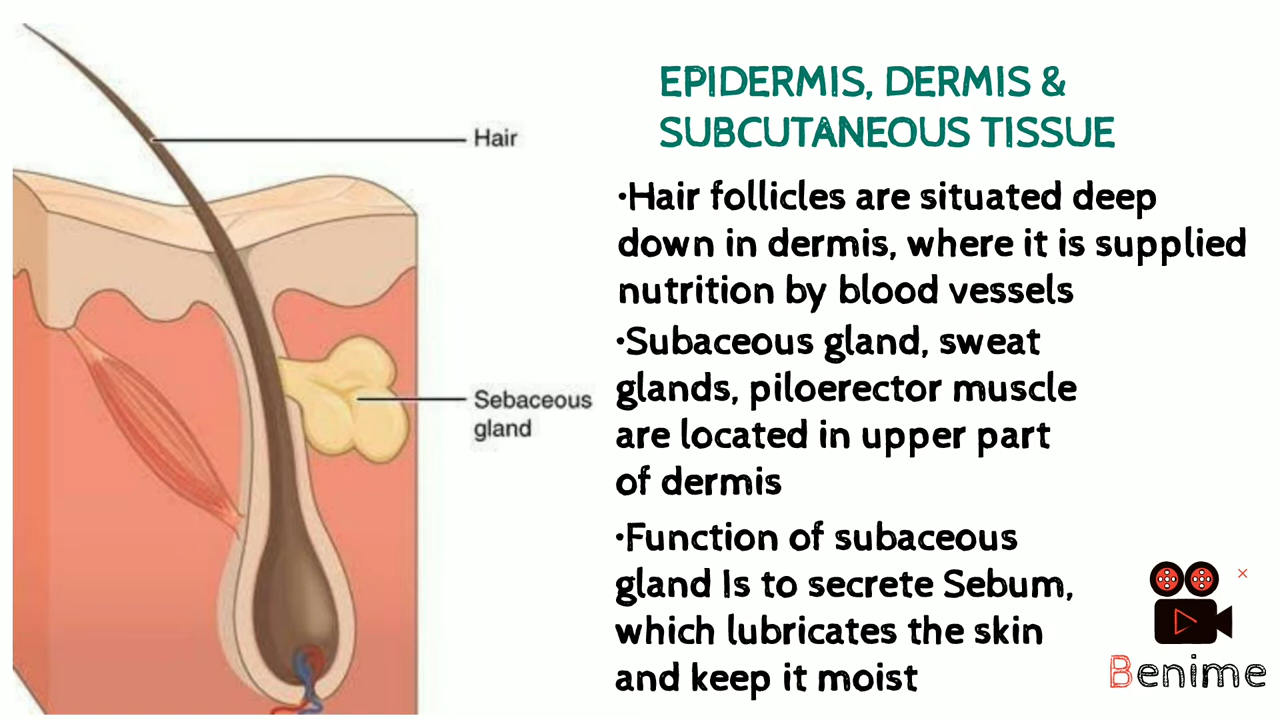 Hair
Sebaceous
gland
EPIDERMIS, DERMIS &
SUBCUTANEOUS TISSUE
•Hair follicles are situated deep
down in dermis, where it is supplied
nutrition by blood vessels
•Subaceous gland, sweat
glands, piloerector muscle
are located in upper part
of dermis
•Function of subaceous
gland Is to secrete Sebum,
which lubricates the skin
and keep it moist
Benime